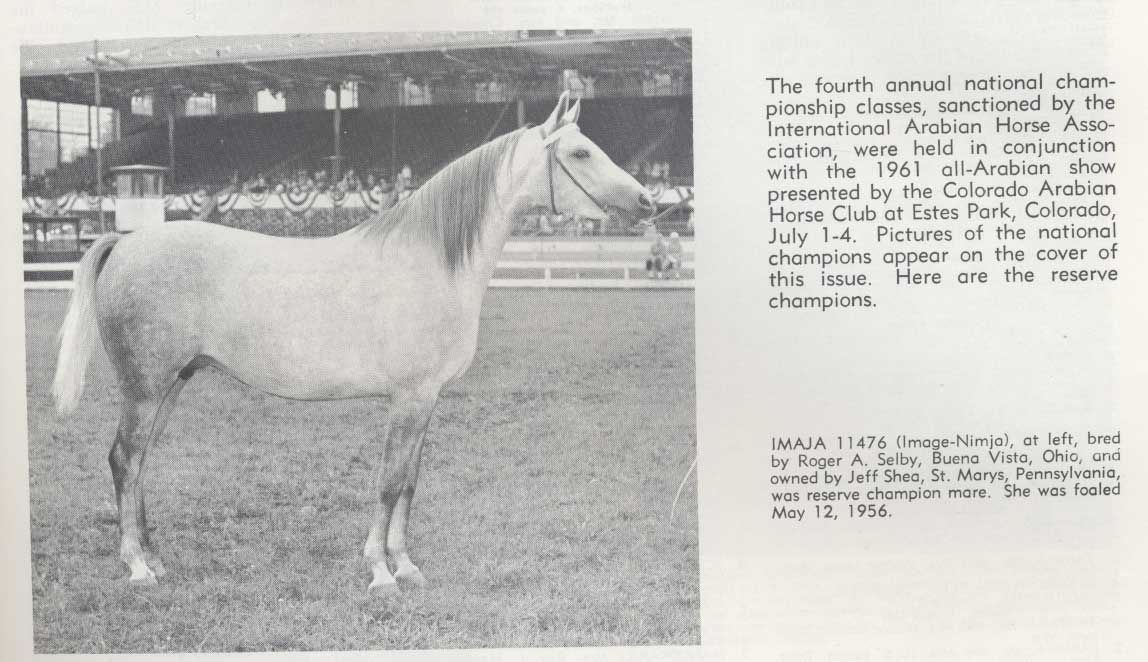 The fourth annual national cham-
pionship classes, sanctioned by the
International Arabian Horse Asso-
ciation, were held in conjunction
with the 1961 all-Arabian show
presented by the Colorado Arabian
Horse Club at Estes Park, Colorado,
July 1-4. Pictures of the national
champions appear on the cover of
this issue. Here are the reserve
champions.
IMAJA 11476 (Image-Nimja), at left, bred
by Roger A. Selby, Buena Vista, Ohio, and
owned by Jeff Shea, St. Marys, Pennsylvania,
was reserve champion mare. She was foaled
May 12, 1956.